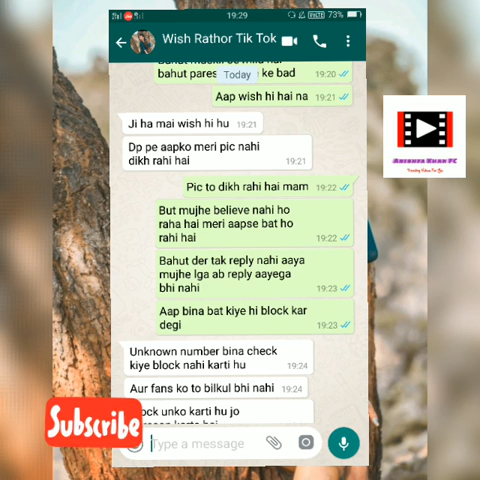 19:29
VOLTE
73%
Wish Rathor Tik Tok
Today
19:20
Aap wish hi hai na 19:21
Ji ha mai wish hi hu 19:21
Dp pe aapko meri pic nahi
dikh rahi hai 19:21
Pic to dikh rahi hai mam 19:22
But mujhe believe nahi ho
raha hai meri aapse bat ho
rahi hai 19:22
Bahut der tak reply nahi aaya
mujhe lga ab reply aayega
bhi nahi 19:23
Aap bina bat kiye hi block kar
degi 19:23
Unknown number bina check
kiye block nahi karti hu 19:24
Aur fans ko to bilkul bhi nahi 19:24
unko karti hu jo
Type a message
Subscribe